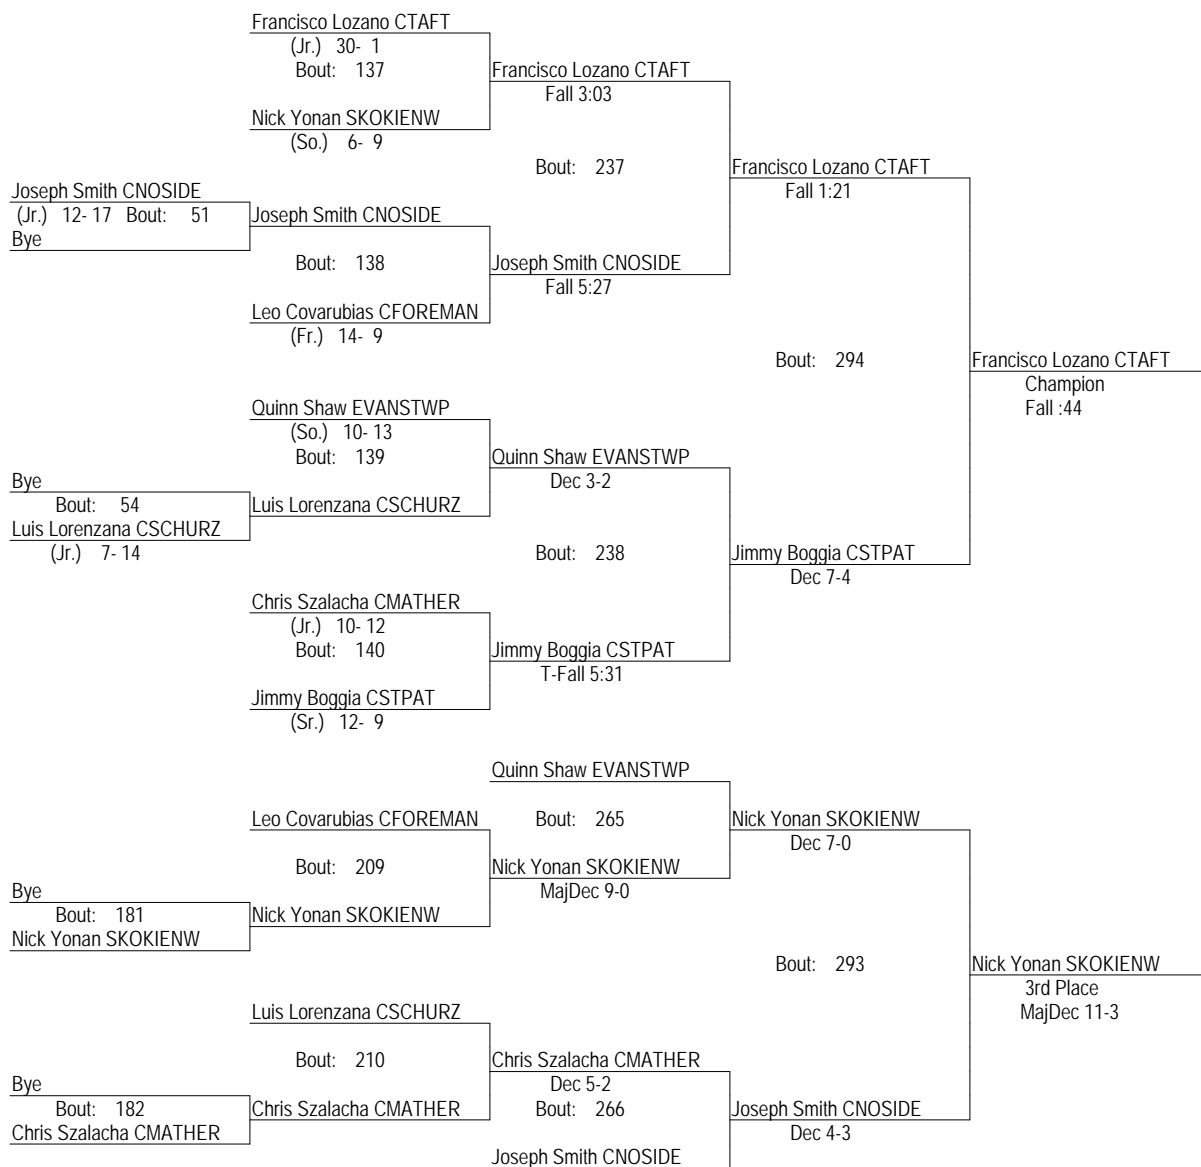 Francisco Lozano CTAFT
(Jr.) 30- 1
Bout: 137
Francisco Lozano CTAFT
Fall 3:03
Nick Yonan SKOKIENW
(So.) 6- 9
Bout: 237
Francisco Lozano CTAFT
Fall 1:21
Joseph Smith CNOSIDE
(Jr.) 12- 17 Bout: 51
Bye
Joseph Smith CNOSIDE
Bout: 138
Joseph Smith CNOSIDE
Fall 5:27
Leo Covarubias CFOREMAN
(Fr.) 14- 9
Bout: 294
Francisco Lozano CTAFT
Champion
Fall :44
Quinn Shaw EVANSTWP
(So.) 10- 13
Bout: 139
Quinn Shaw EVANSTWP
Dec 3-2
Bye
Bout: 54
Luis Lorenzana CSCHURZ
(Jr.) 7- 14
Luis Lorenzana CSCHURZ
Bout: 238
Jimmy Boggia CSTPAT
Dec 7-4
Chris Szalacha CMATHER
(Jr.) 10- 12
Bout: 140
Jimmy Boggia CSTPAT
T-Fall 5:31
Jimmy Boggia CSTPAT
(Sr.) 12- 9
Quinn Shaw EVANSTWP
Leo Covarubias CFOREMAN
Bout: 265
Nick Yonan SKOKIENW
Dec 7-0
Bout: 209
Nick Yonan SKOKIENW
MajDec 9-0
Bye
Bout: 181
Nick Yonan SKOKIENW
Nick Yonan SKOKIENW
Bout: 293
Nick Yonan SKOKIENW
3rd Place
MajDec 11-3
Luis Lorenzana CSCHURZ
Bout: 210
Chris Szalacha CMATHER
Dec 5-2
Bye
Bout: 182
Chris Szalacha CMATHER
Chris Szalacha CMATHER
Bout: 266
Joseph Smith CNOSIDE
Dec 4-3
Joseph Smith CNOSIDE